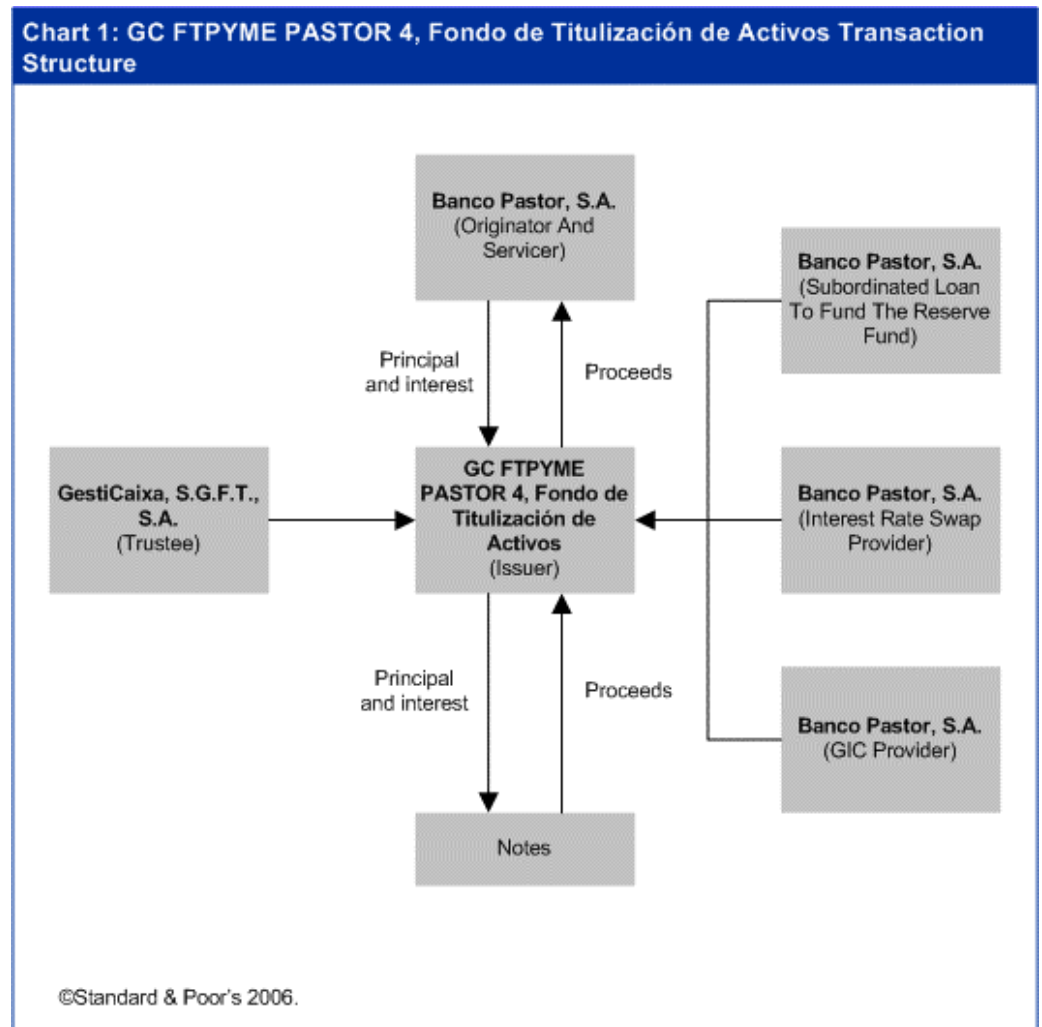 Chart 1: GC FTPYME PASTOR 4, Fondo de Titulización de Activos Transaction
Structure
Banco Pastor, S.A.
(Originator And
Servicer)
Banco Pastor, S.A.
(Subordinated Loan
To Fund The Reserve
Fund)
Principal
and interest
Proceeds
GestiCaixa, S.G.F.T.,
S.A.
(Trustee)
GC FTPYME
PASTOR 4, Fondo de
Titulización de
Activos
(Issuer)
Banco Pastor, S.A.
(Interest Rate Swap
Provider)
Principal
and interest
Proceeds
Banco Pastor, S.A.
(GIC Provider)
Notes
©Standard & Poor's 2006.